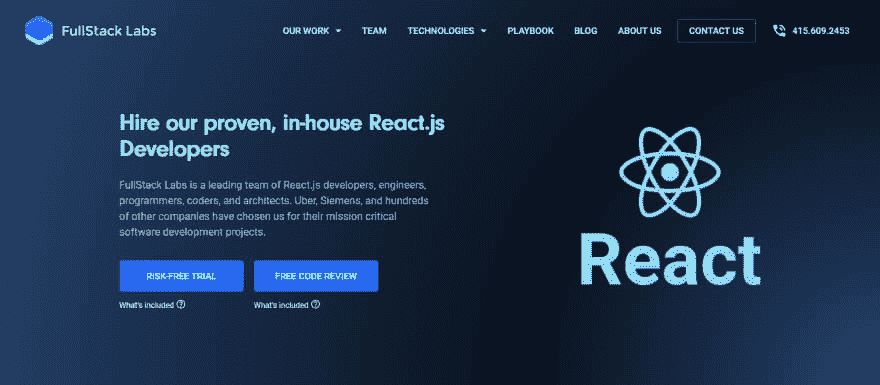 FullStack Labs
OUR WORK
TEAM
TECHNOLOGIES
PLAYBOOK
BLOG
ABOUT US
CONTACT US
415.609.2453
Hire our proven, in-house React.js
Developers
FullStack Labs is a leading team of React.js developers, engineers,
programmers, coders, and architects. Uber, Siemens, and hundreds
of other companies have chosen us for their mission critical
software development projects.
RISK-FREE TRIAL
FREE CODE REVIEW
What's included
What's included
React